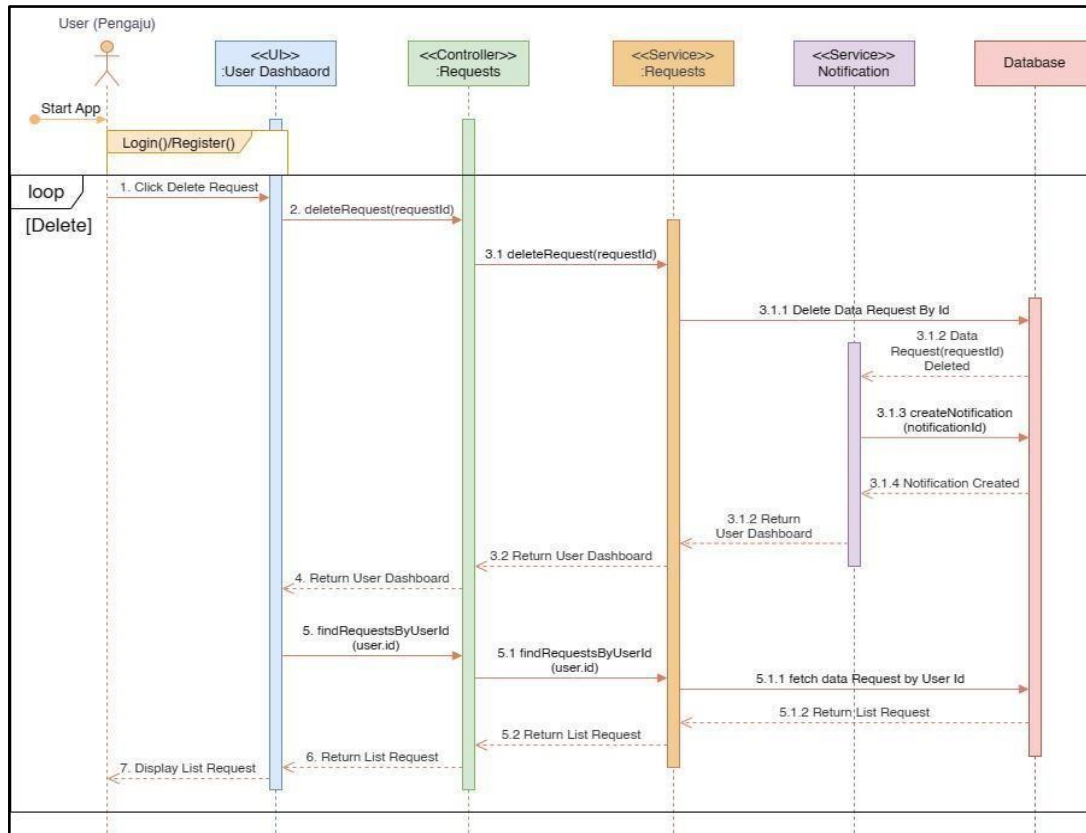 User (Pengaju)
<<UI>>
:User Dashbaord
<<Controller>>
:Requests
<<Service>>
:Requests
<<Service>>
Notification
Database
Start App
Login()/Register()
loop
[Delete]
1. Click Delete Request
2. deleteRequest(requestId)
3.1 deleteRequest(requestId)
3.1.1 Delete Data Request By Id
3.1.2 Data
Request(requestId)
Deleted
3.1.3 createNotification
(notificationId)
3.1.4 Notification Created
3.1.2 Return
User Dashboard
3.2 Return User Dashboard
4. Return User Dashboard
5. findRequestsByUserId
(user.id)
5.1 findRequestsByUserId
(user.id)
5.1.1 fetch data Request by User Id
5.1.2 Return List Request
5.2 Return List Request
6. Return List Request
7. Display List Request